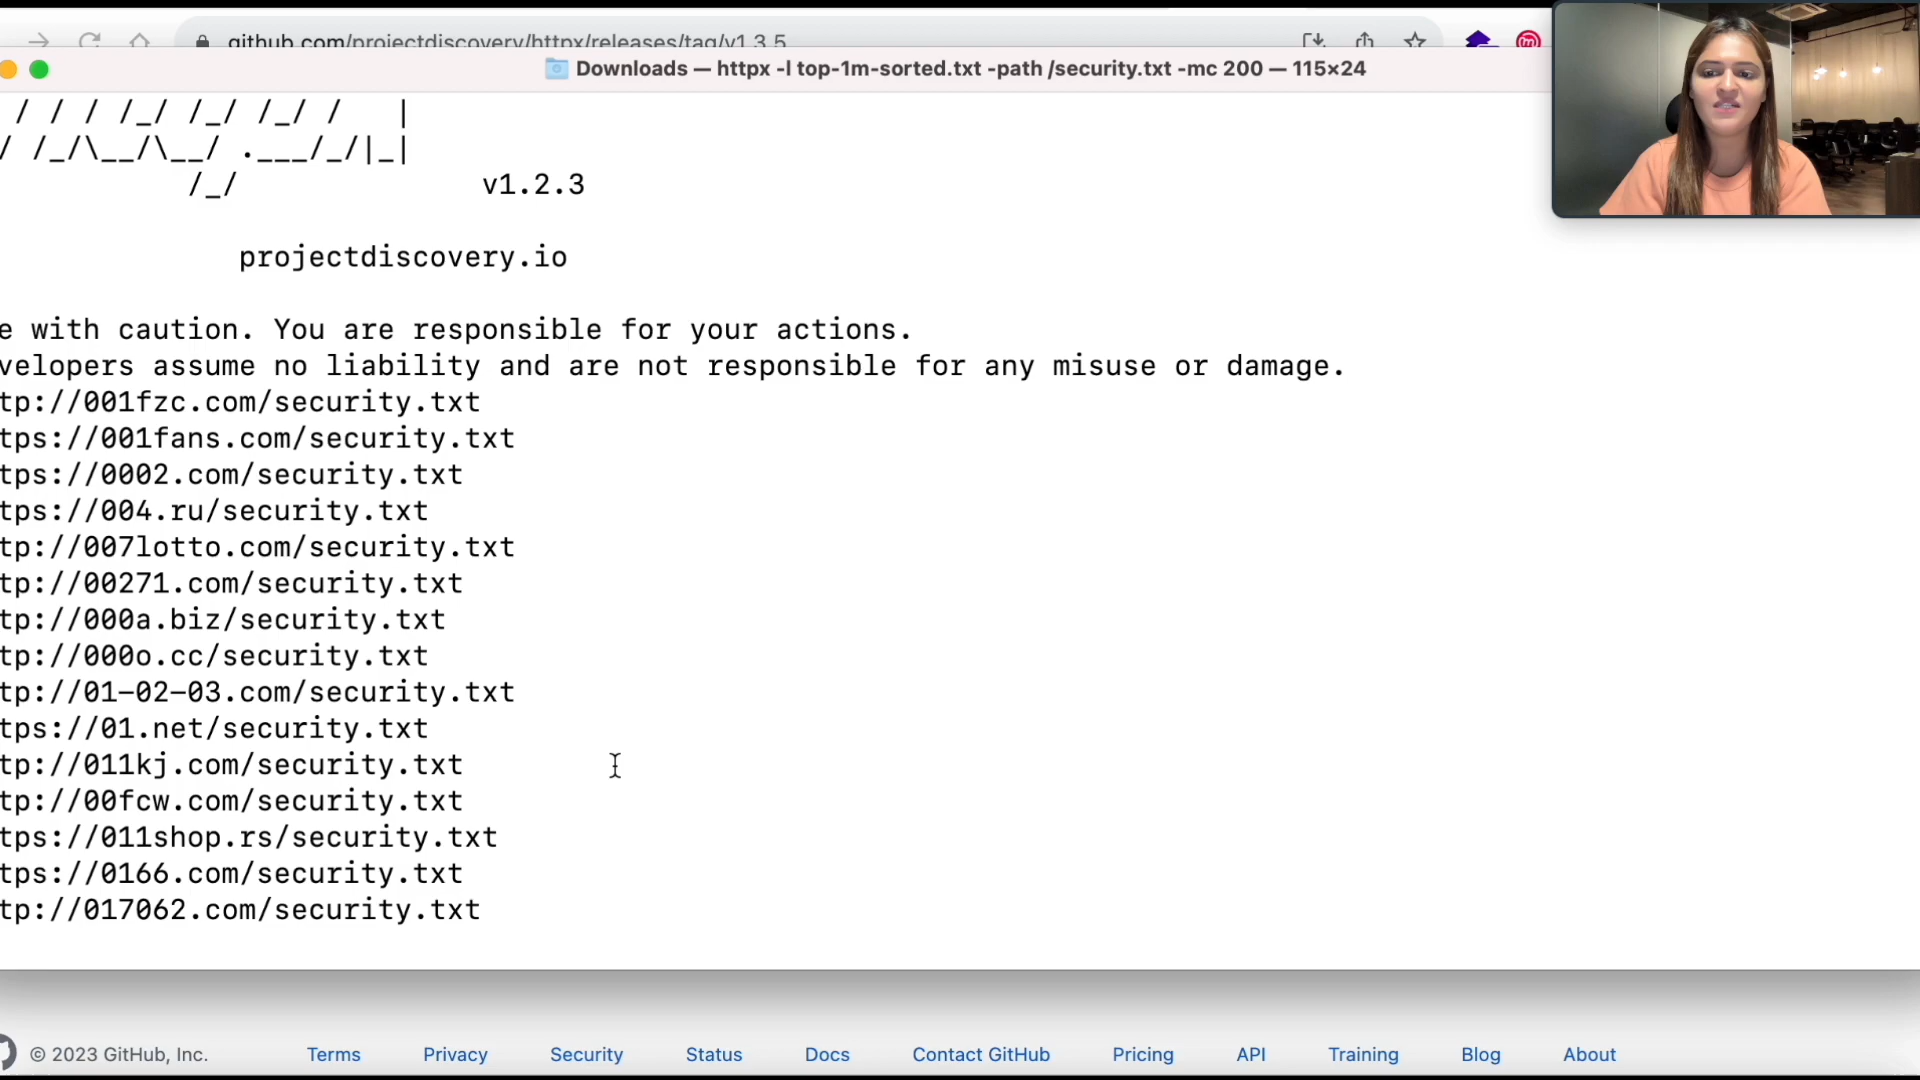 github.com/projectdiscovery/httpx/releases/tag/v1.3.5
Downloads — httpx -l top-1m-sorted.txt -path /security.txt -mc 200 — 115×24
/ / / /_/ /_/ /_/ /   |
/ /_/\__/\__/ .___/_/|_|
/_/ v1.2.3
projectdiscovery.io
e with caution. You are responsible for your actions.
velopers assume no liability and are not responsible for any misuse or damage.
tp://001fzc.com/security.txt
tps://001fans.com/security.txt
tps://0002.com/security.txt
tps://004.ru/security.txt
tp://007lotto.com/security.txt
tp://00271.com/security.txt
tp://000a.biz/security.txt
tp://000o.cc/security.txt
tp://01-02-03.com/security.txt
tps://01.net/security.txt
tp://011kj.com/security.txt
tp://00fcw.com/security.txt
tps://011shop.rs/security.txt
tps://0166.com/security.txt
tp://017062.com/security.txt
© 2023 GitHub, Inc. Terms Privacy Security Status Docs Contact GitHub Pricing API Training Blog About